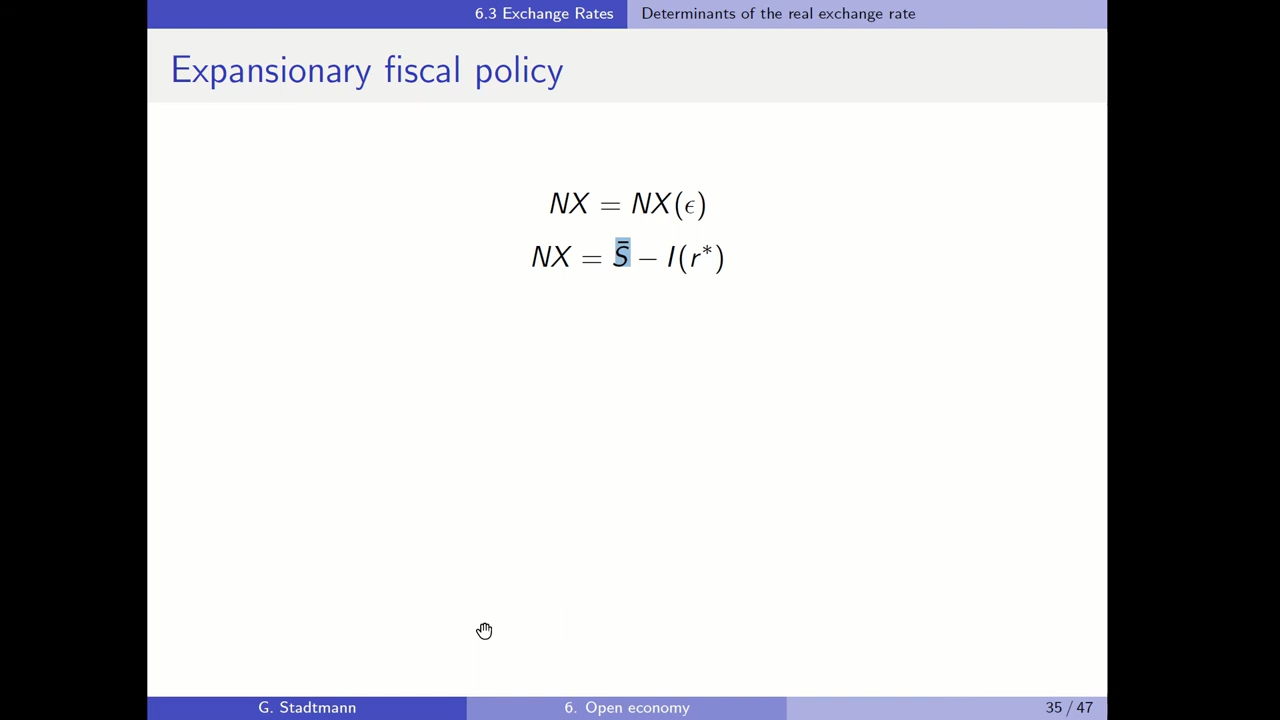 6.3 Exchange Rates Determinants of the real exchange rate
Expansionary fiscal policy
NX = NX(ϵ)
NX = S̄ − I(r*)
G. Stadtmann 6. Open economy 35 / 47